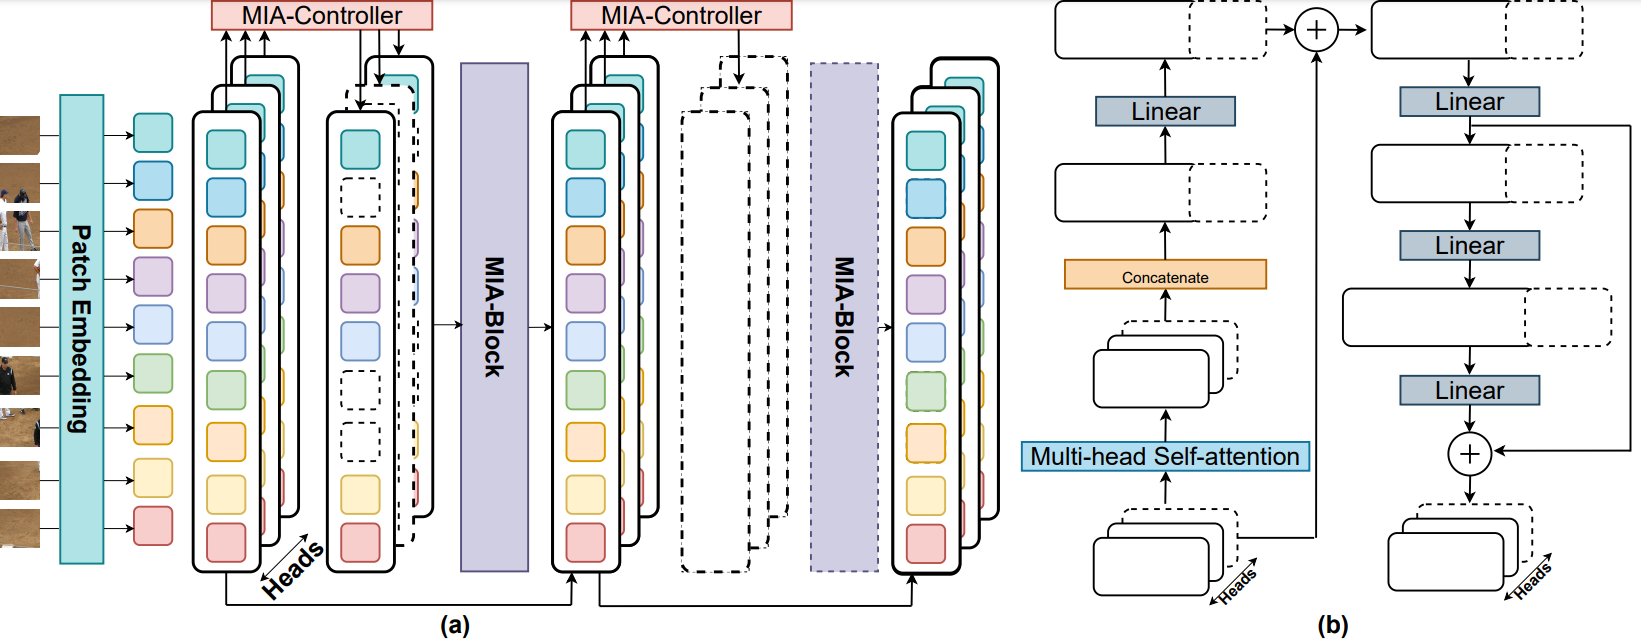 MIA-Controller
MIA-Controller
Patch Embedding
MIA-Block
MIA-Block
Heads
(a)
Linear
Concatenate
Multi-head Self-attention
Heads
Linear
Linear
Linear
Heads
(b)